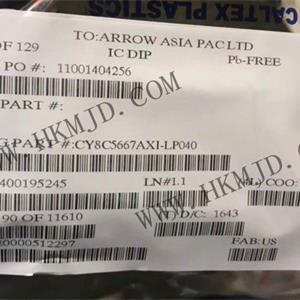 CALTEX PLASTICS
OF 129
TO:ARROW ASIA PAC LTD
IC DIP
Pb-FREE
PO #: 11001404256
PART #:
G PART #:CY8C5667AXI-LP040
400195245
LN#1.1
COO:
90 OF 11610
D/C: 1643
0000512297
FAB:US
WWW.HKMJD.COM
WWW.HKMJD.COM